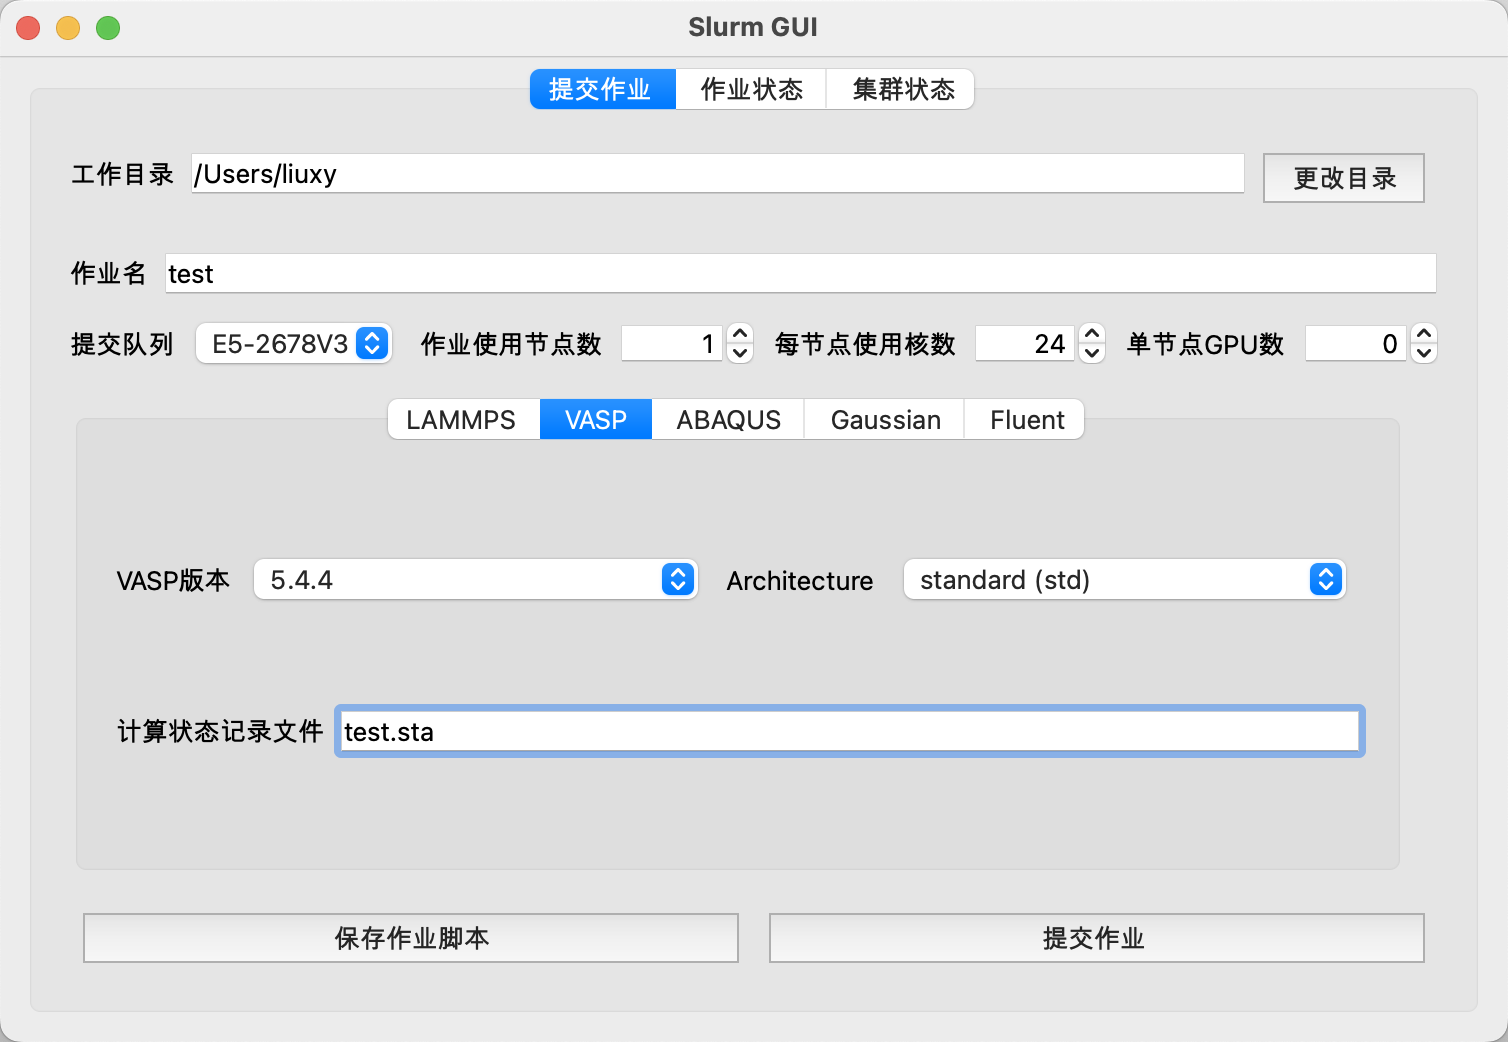 Slurm GUI
提交作业 作业状态 集群状态
工作目录 /Users/liuxy 更改目录
作业名 test
提交队列 E5-2678V3 作业使用节点数 1 每节点使用核数 24 单节点GPU数 0
LAMMPS VASP ABAQUS Gaussian Fluent
VASP版本 5.4.4 Architecture standard (std)
计算状态记录文件 test.sta
保存作业脚本 提交作业